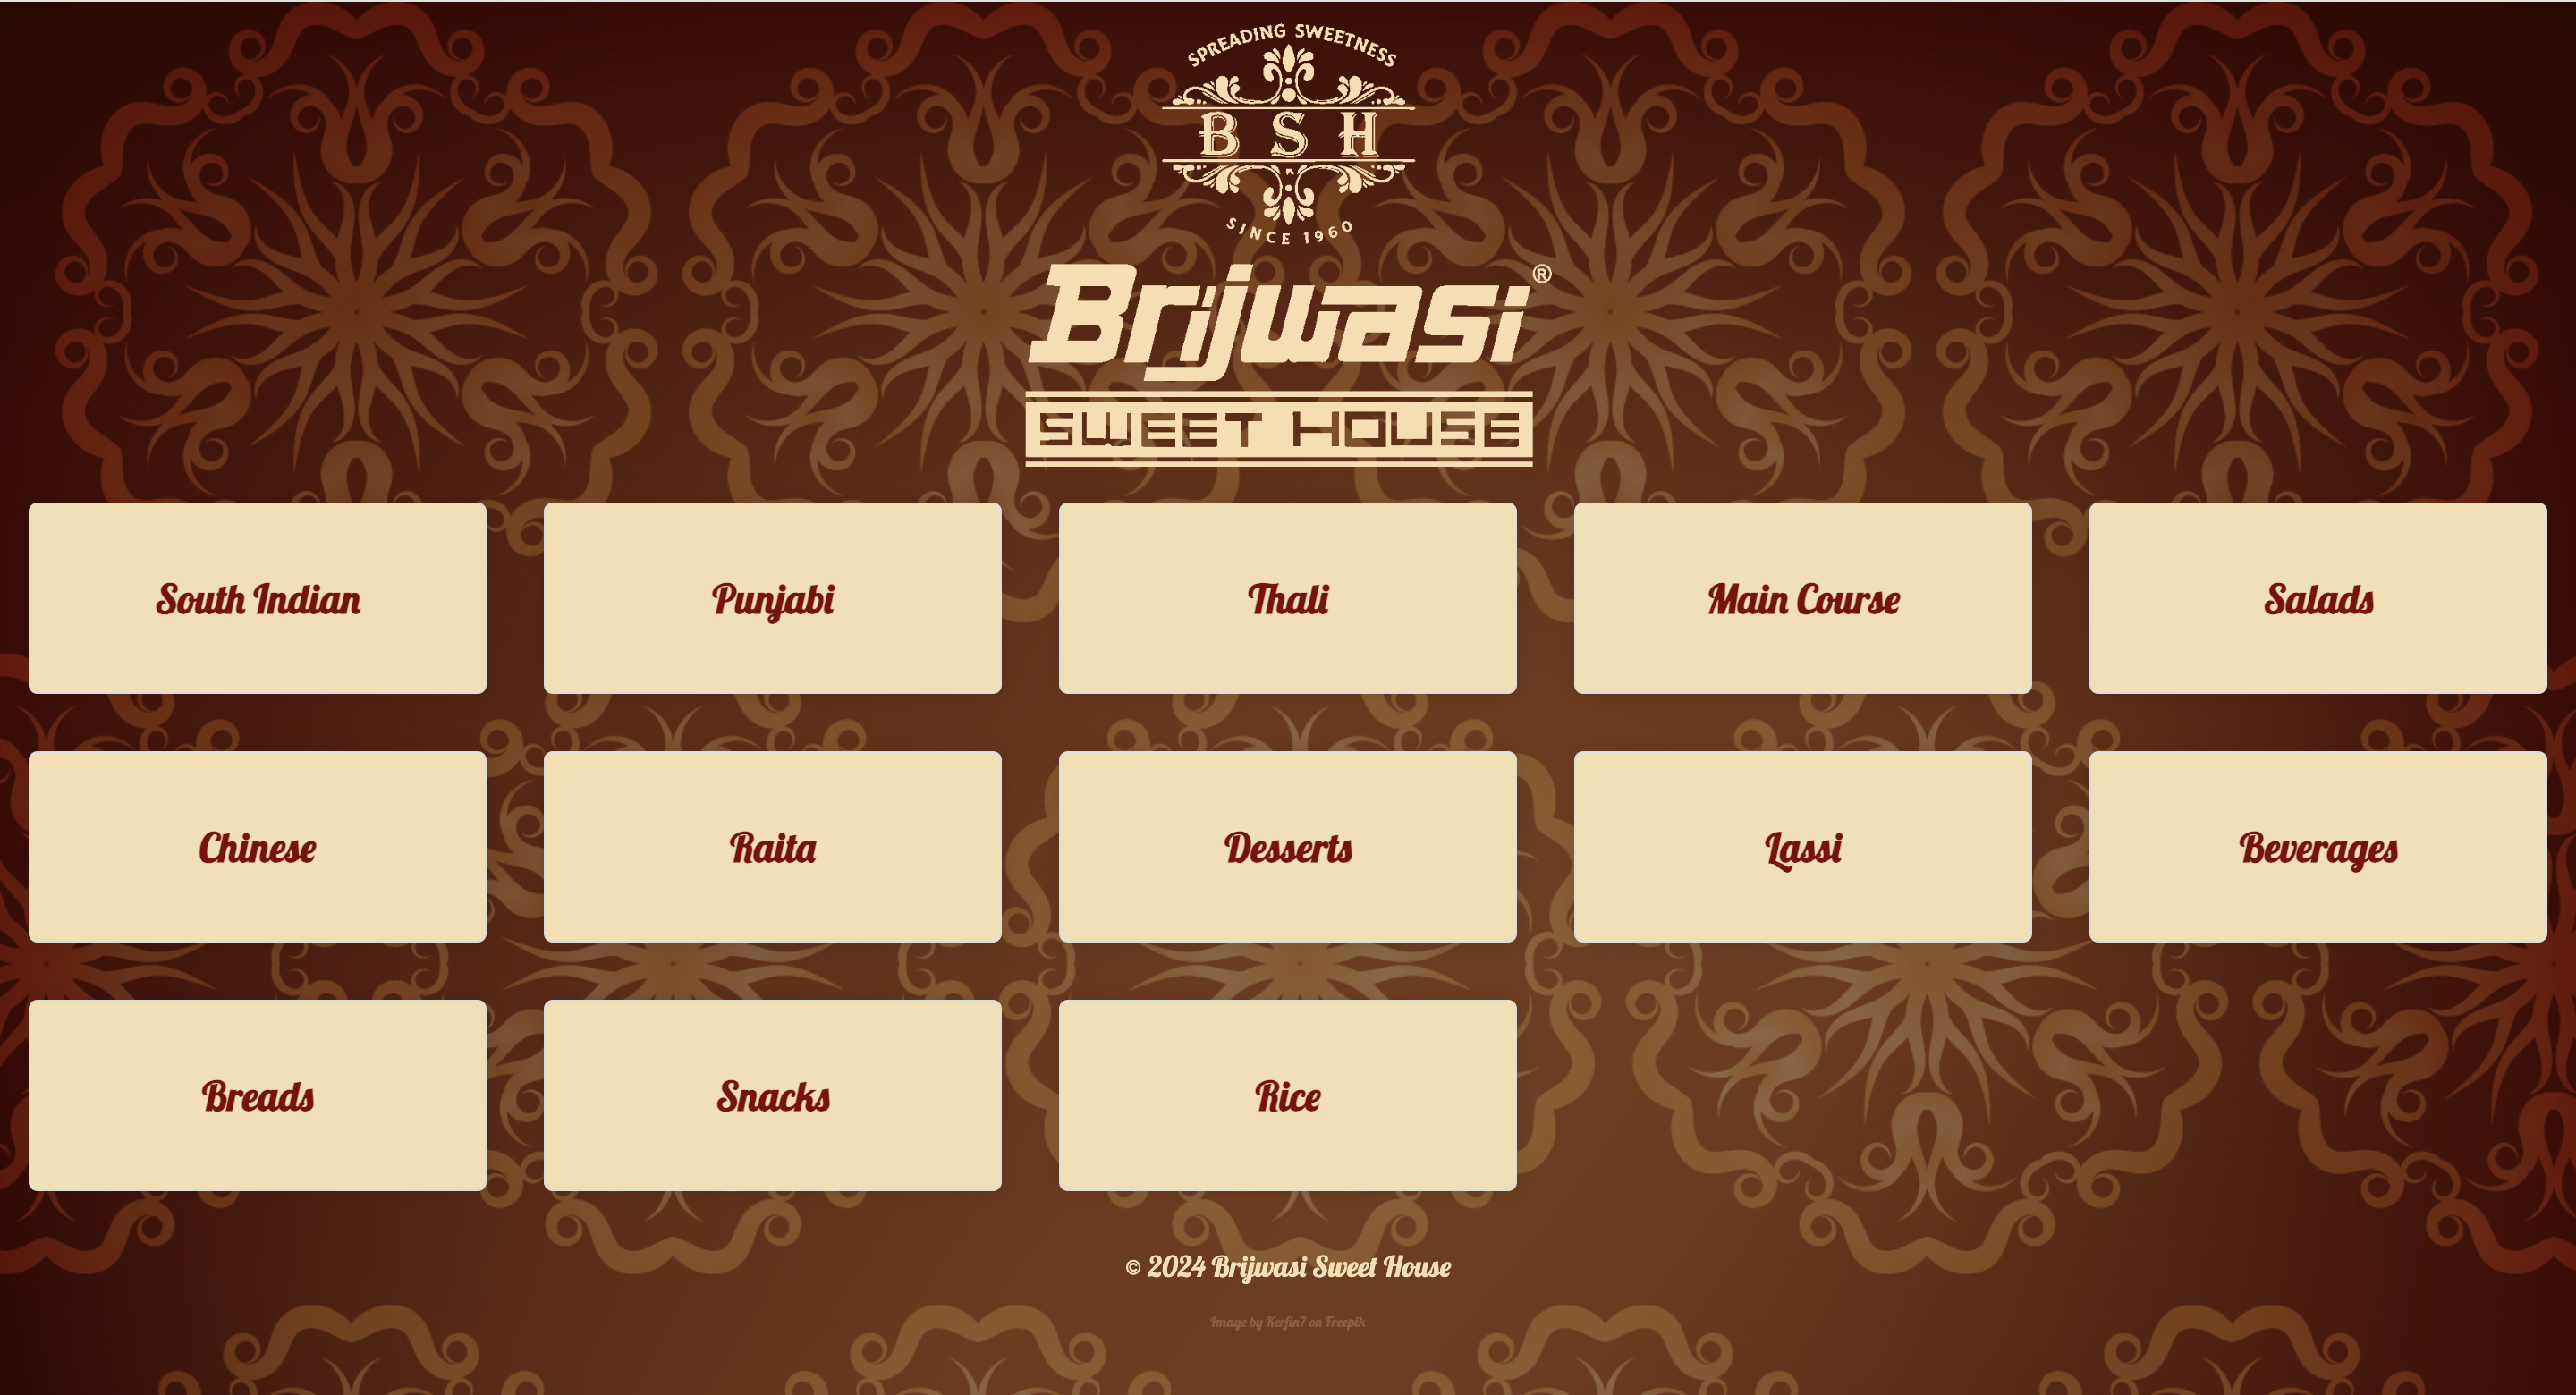 SPREADING SWEETNESS
B S H
SINCE 1960
Brijwasi ®
SWEET HOUSE
South Indian
Punjabi
Thali
Main Course
Salads
Chinese
Raita
Desserts
Lassi
Beverages
Breads
Snacks
Rice
© 2024 Brijwasi Sweet House
Image by Kerfin7 on Freepik